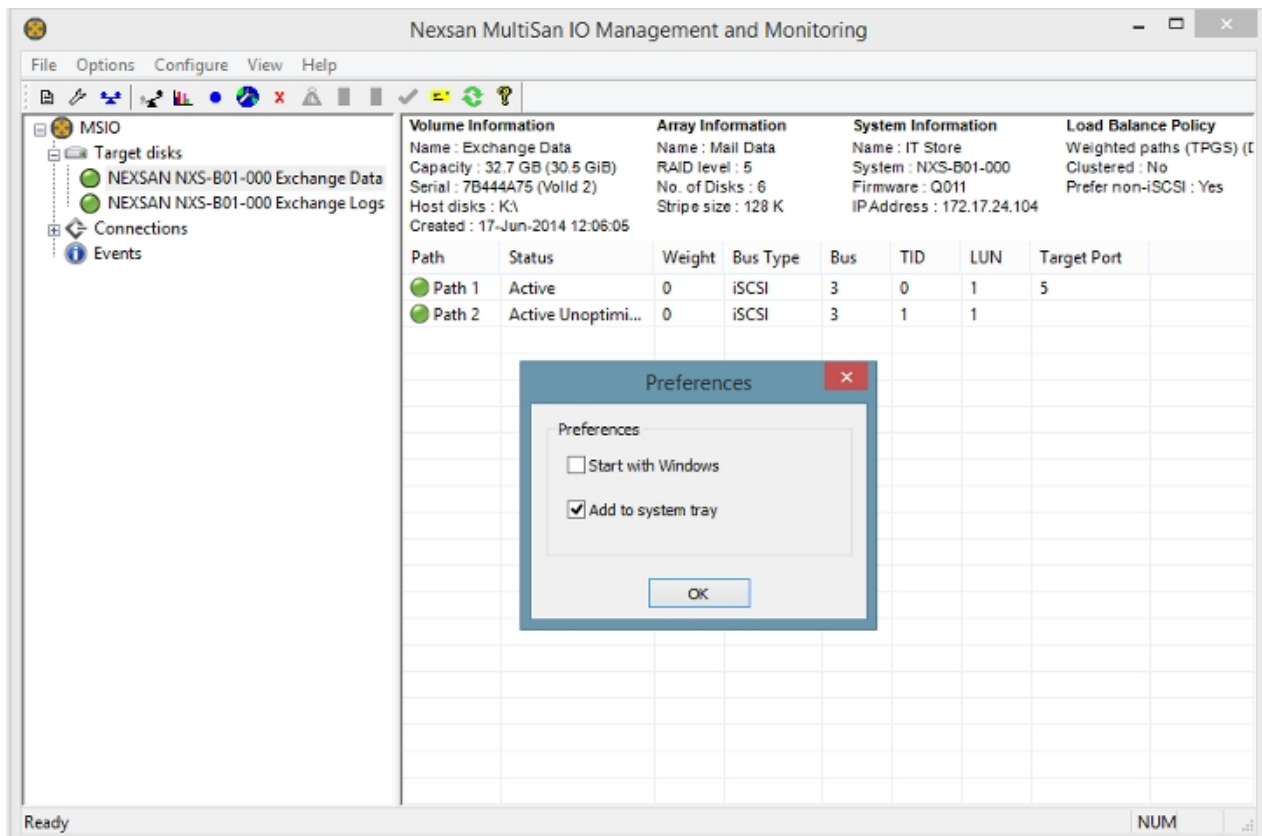 Nexsan MultiSan IO Management and Monitoring
File Options Configure View Help
MSIO
Target disks
NEXSAN NXS-B01-000 Exchange Data
NEXSAN NXS-B01-000 Exchange Logs
Connections
Events
Volume Information
Name : Exchange Data
Capacity : 32.7 GB (30.5 GiB)
Serial : 7B444A75 (VolId 2)
Host disks : K:\
Created : 17-Jun-2014 12:06:05
Array Information
Name : Mail Data
RAID level : 5
No. of Disks : 6
Stripe size : 128 K
System Information
Name : IT Store
System : NXS-B01-000
Firmware : Q011
IP Address : 172.17.24.104
Load Balance Policy
Weighted paths (TPGS) (
Clustered : No
Prefer non-iSCSI : Yes
Path Status Weight Bus Type Bus TID LUN Target Port
Path 1 Active 0 iSCSI 3 0 1 5
Path 2 Active Unoptimi... 0 iSCSI 3 1 1
Preferences
Preferences
Start with Windows
Add to system tray
OK
Ready
NUM